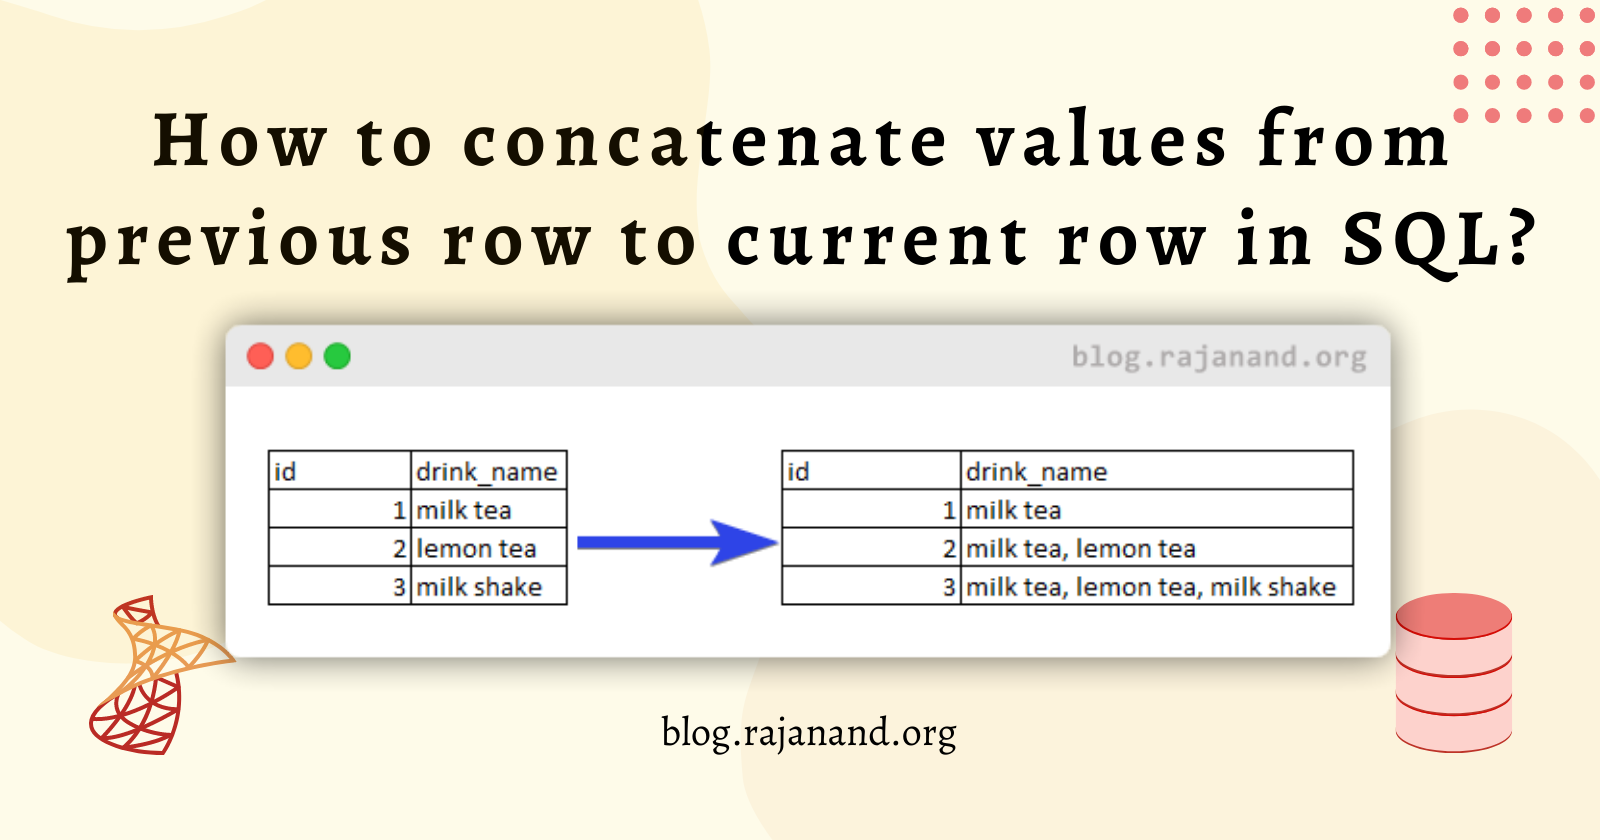 How to concatenate values from
previous row to current row in SQL?
blog.rajanand.org
id drink_name
1 milk tea
2 lemon tea
3 milk shake
id drink_name
1 milk tea
2 milk tea, lemon tea
3 milk tea, lemon tea, milk shake
blog.rajanand.org